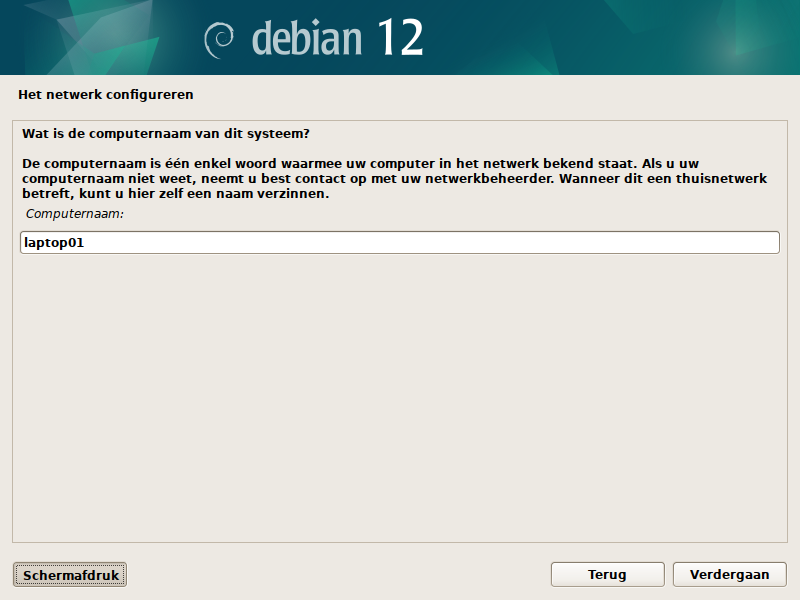 debian 12
Het netwerk configureren
Wat is de computernaam van dit systeem?
De computernaam is één enkel woord waarmee uw computer in het netwerk bekend staat. Als u uw
computernaam niet weet, neemt u best contact op met uw netwerkbeheerder. Wanneer dit een thuisnetwerk
betreft, kunt u hier zelf een naam verzinnen.
Computernaam:
laptop01
Schermafdruk
Terug
Verdergaan